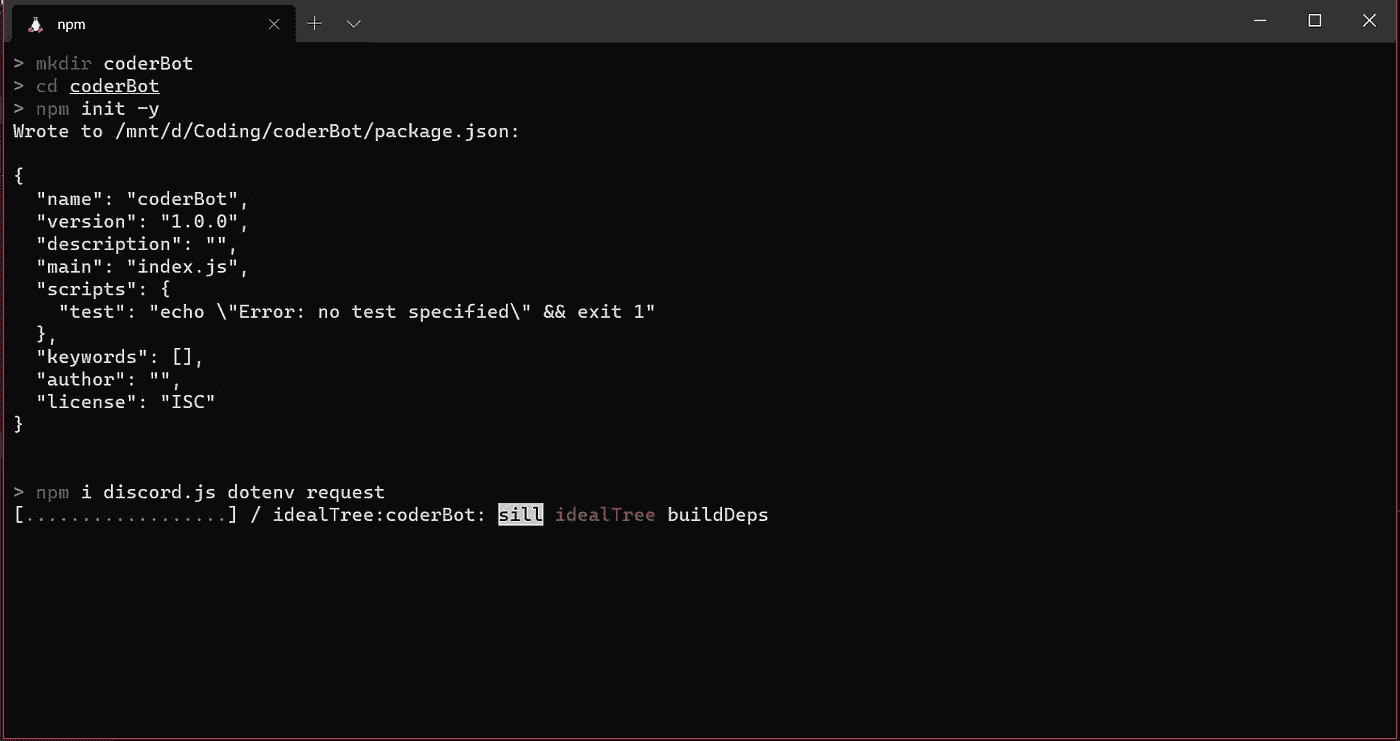 npm
> mkdir coderBot
> cd coderBot
> npm init -y
Wrote to /mnt/d/Coding/coderBot/package.json:
{
  "name": "coderBot",
  "version": "1.0.0",
  "description": "",
  "main": "index.js",
  "scripts": {
    "test": "echo \"Error: no test specified\" && exit 1"
  },
  "keywords": [],
  "author": "",
  "license": "ISC"
}
> npm i discord.js dotenv request
[..................] / idealTree:coderBot: sill idealTree buildDeps